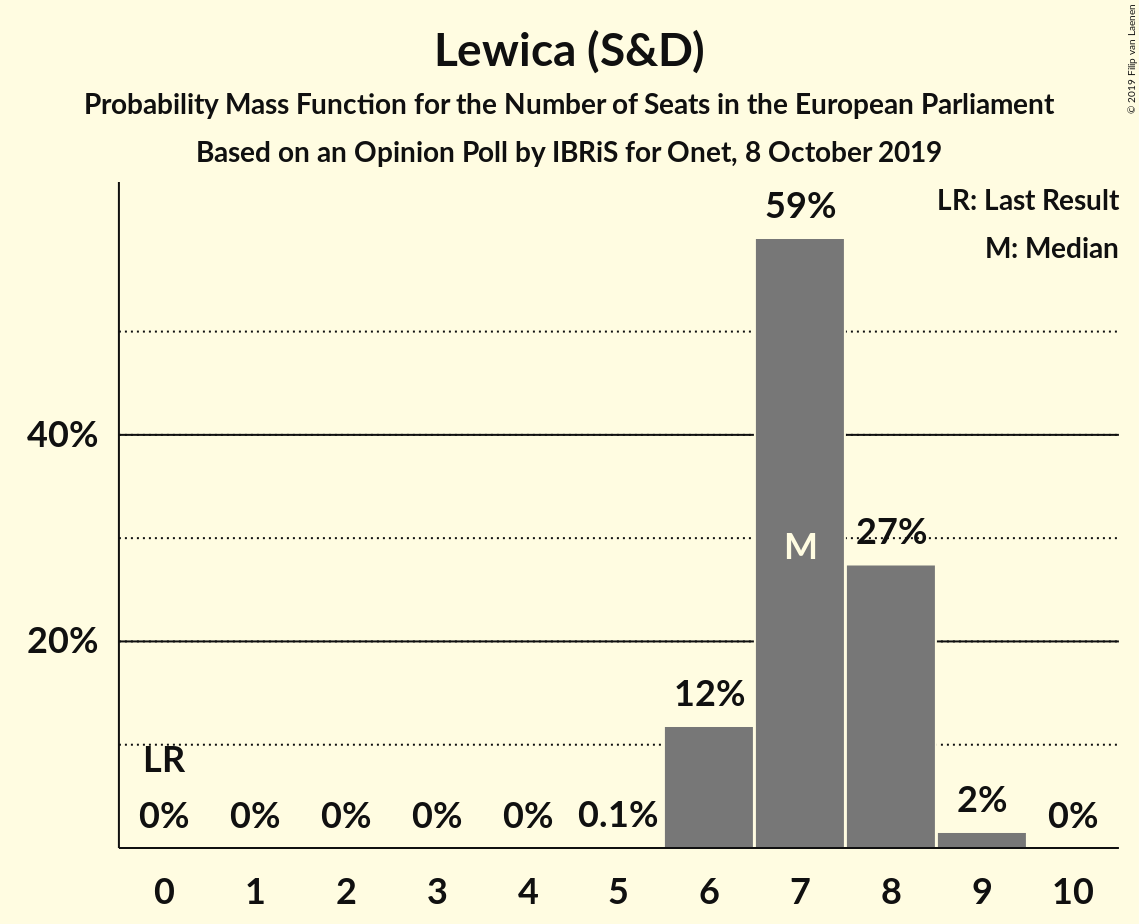 Lewica (S&D)
Probability Mass Function for the Number of Seats in the European Parliament
Based on an Opinion Poll by IBRiS for Onet, 8 October 2019
© 2019 Filip van Laenen
LR: Last Result
M: Median
59%
40%
M
27%
20%
12%
LR
0%
0%
0%
0%
0%
0.1%
2%
0%
0 1 2 3 4 5 6 7 8 9 10